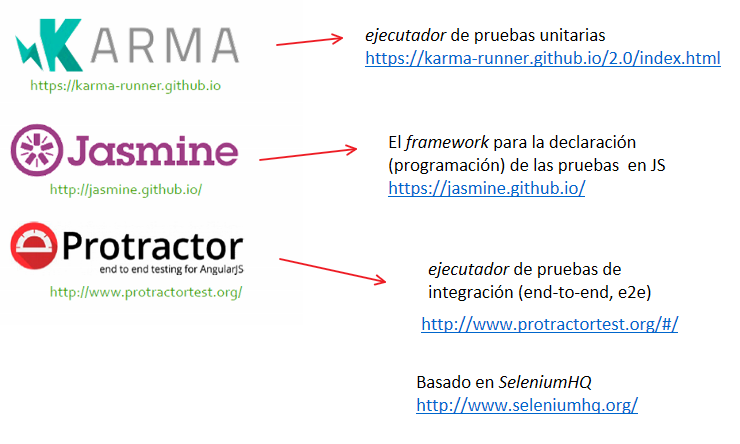 KARMA
https://karma-runner.github.io
ejecutador de pruebas unitarias
https://karma-runner.github.io/2.0/index.html
Jasmine
http://jasmine.github.io/
El framework para la declaración
(programación) de las pruebas en JS
https://jasmine.github.io/
Protractor
end to end testing for AngularJS
http://www.protractortest.org/
ejecutador de pruebas de
integración (end-to-end, e2e)
http://www.protractortest.org/#/
Basado en SeleniumHQ
http://www.seleniumhq.org/